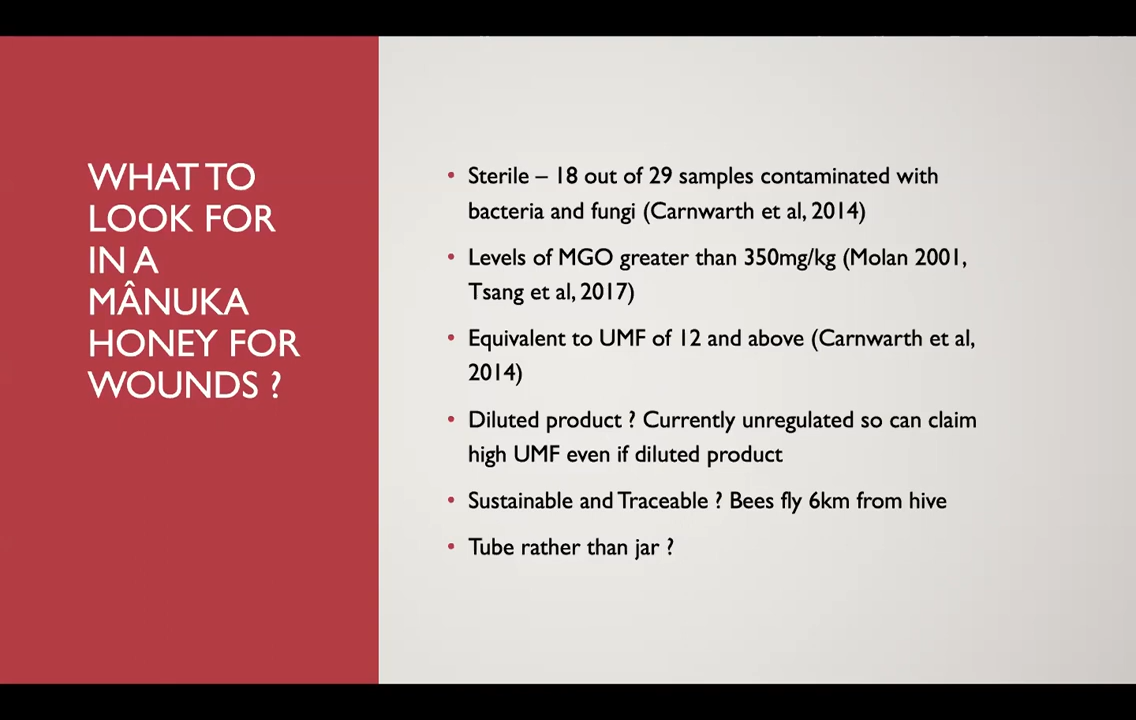 WHAT TO
LOOK FOR
IN A
MÂNUKA
HONEY FOR
WOUNDS ?
• Sterile – 18 out of 29 samples contaminated with
bacteria and fungi (Carnwarth et al, 2014)
• Levels of MGO greater than 350mg/kg (Molan 2001,
Tsang et al, 2017)
• Equivalent to UMF of 12 and above (Carnwarth et al,
2014)
• Diluted product ? Currently unregulated so can claim
high UMF even if diluted product
• Sustainable and Traceable ? Bees fly 6km from hive
• Tube rather than jar ?